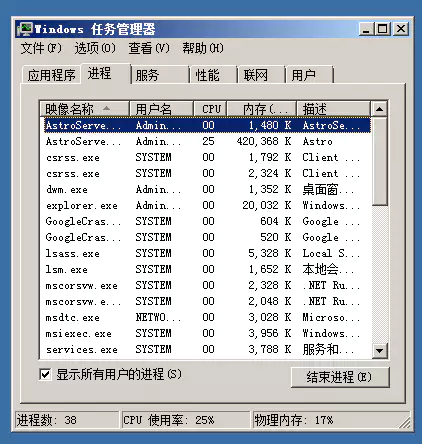 Windows 任务管理器
文件(F) 选项(O) 查看(V) 帮助(H)
应用程序 进程 服务 性能 联网 用户
映像名称 用户名 CPU 内存(... 描述
AstroServe... Admin... 00 1,480 K AstroSe...
AstroServe... Admin... 25 420,368 K Astro
csrss.exe SYSTEM 00 1,792 K Client ...
csrss.exe SYSTEM 00 2,324 K Client ...
dwm.exe Admin... 00 1,352 K 桌面窗...
explorer.exe Admin... 00 20,032 K Windows...
GoogleCras... SYSTEM 00 604 K Google ...
GoogleCras... SYSTEM 00 520 K Google ...
lsass.exe SYSTEM 00 5,328 K Local S...
lsm.exe SYSTEM 00 1,652 K 本地会...
mscorsvw.exe SYSTEM 00 2,328 K .NET Ru...
mscorsvw.e... SYSTEM 00 2,048 K .NET Ru...
msdtc.exe NETWO... 00 3,028 K Microso...
msiexec.exe SYSTEM 00 3,956 K Windows...
services.exe SYSTEM 00 3,788 K 服务和...
显示所有用户的进程(S) 结束进程(E)
进程数: 38 CPU 使用率: 25% 物理内存: 17%